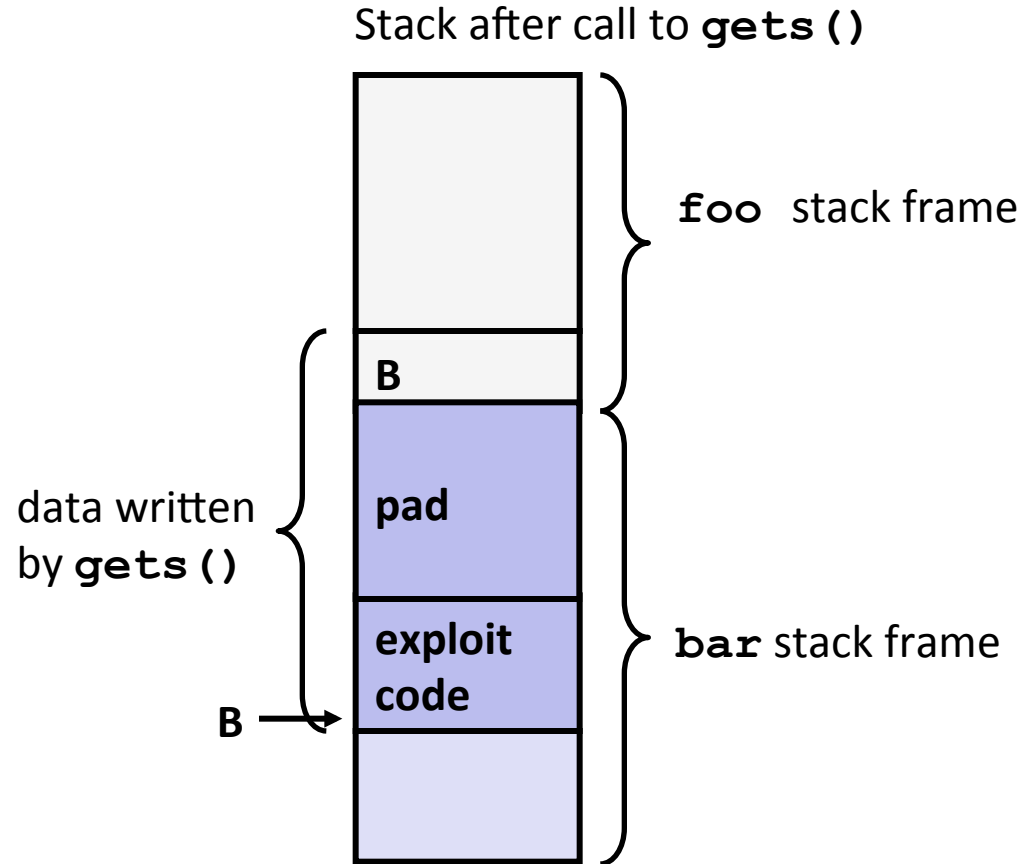 Stack after call to gets()
foo stack frame
B
pad
data written
by gets()
exploit
code
bar stack frame
B